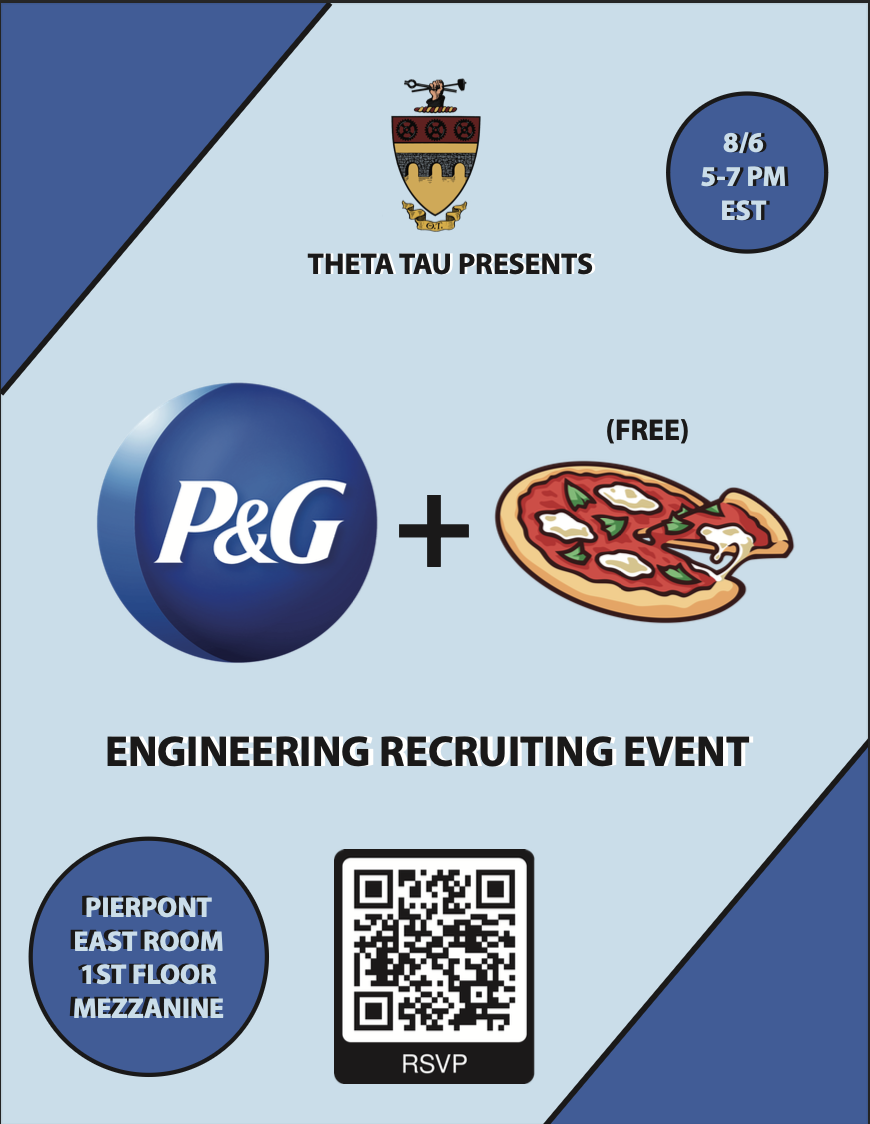 8/6
5-7 PM
EST
Θ.T.
THETA TAU PRESENTS
(FREE)
P&G
+
ENGINEERING RECRUITING EVENT
PIERPONT
EAST ROOM
1ST FLOOR
MEZZANINE
RSVP